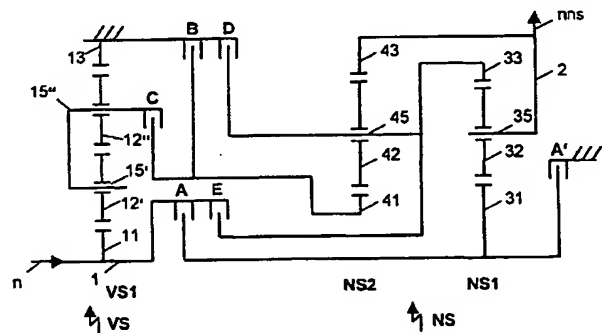 B D nns
13 43
33 2
15" C
45 35
12" A'
15' 42 32
A E
12' 41 31
11
n 1 VS1 NS2 NS1
VS NS